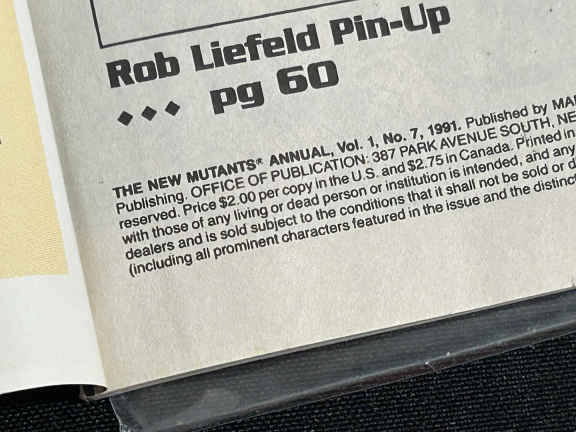 Rob Liefeld Pin-Up
♦♦♦ pg 60
THE NEW MUTANTS® ANNUAL, Vol. 1, No. 7, 1991. Published by
Publishing. OFFICE OF PUBLICATION: 387 PARK AVENUE SOUTH,
reserved. Price $2.00 per copy in the U.S. and $2.75 in Canada. Printed in
with those of any living or dead person or institution is intended, and any
dealers and is sold subject to the conditions that it shall not be sold or
(including all prominent characters featured in the issue and the